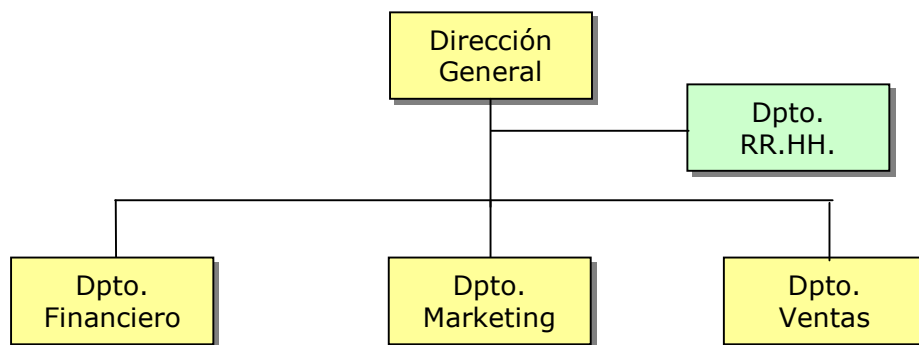 Dirección
General
Dpto.
RR.HH.
Dpto.
Financiero
Dpto.
Marketing
Dpto.
Ventas